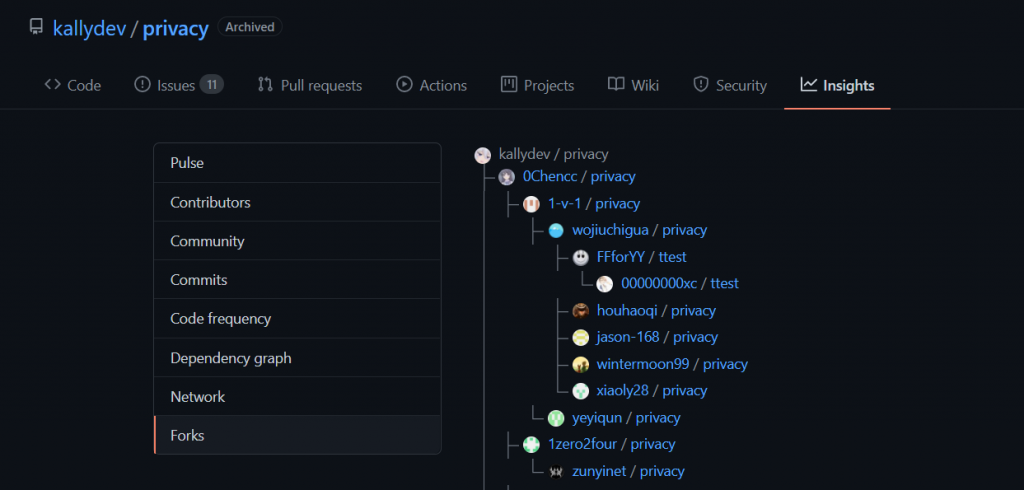 kallydev / privacy Archived
Code Issues 11 Pull requests Actions Projects Wiki Security Insights
Pulse
Contributors
Community
Commits
Code frequency
Dependency graph
Network
Forks
kallydev / privacy
0Chencc / privacy
1-v-1 / privacy
wojiuchigua / privacy
FFforYY / ttest
00000000xc / ttest
houhaoqi / privacy
jason-168 / privacy
wintermoon99 / privacy
xiaoly28 / privacy
yeyiqun / privacy
1zero2four / privacy
zunyinet / privacy